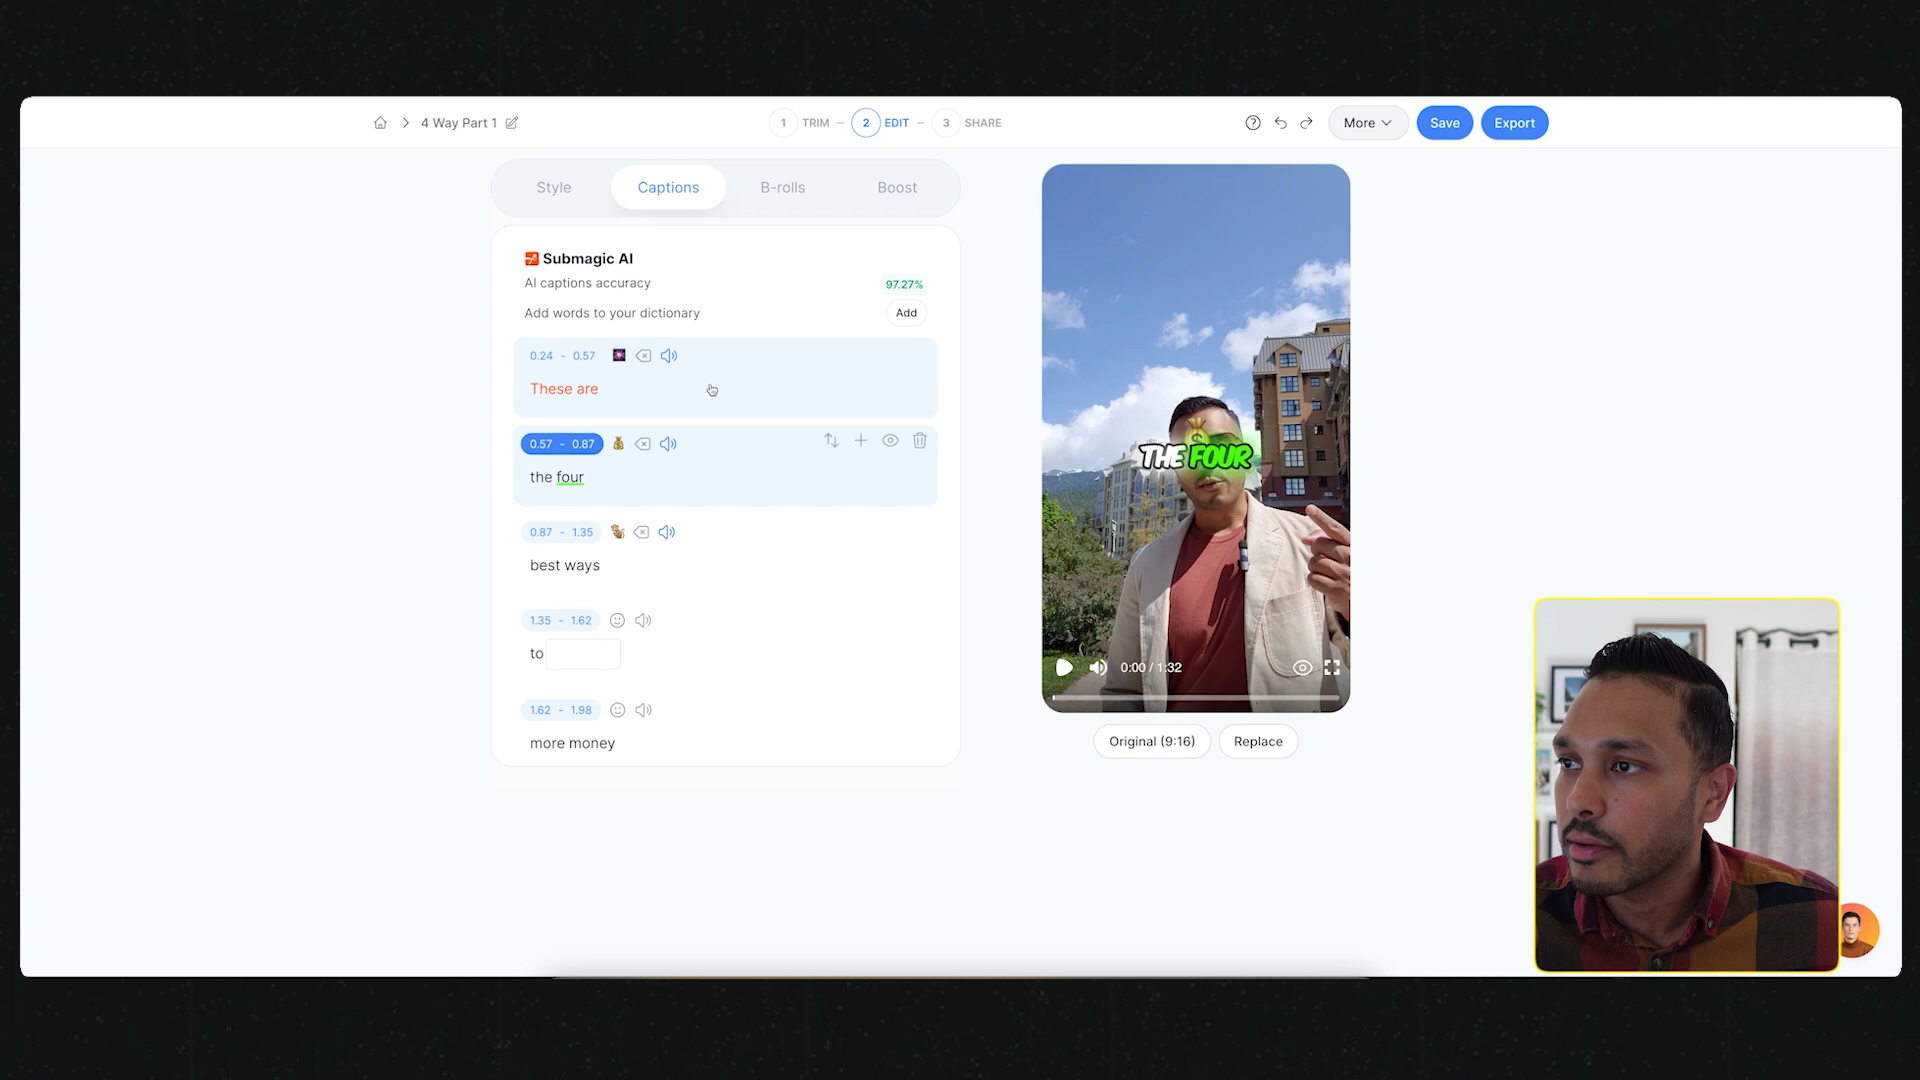 4 Way Part 1
1 TRIM – 2 EDIT – 3 SHARE
More
Save
Export
Style
Captions
B-rolls
Boost
Submagic AI
AI captions accuracy
97.27%
Add words to your dictionary
Add
0.24 - 0.57
These are
0.57 - 0.87
the four
0.87 - 1.35
best ways
1.35 - 1.62
to
1.62 - 1.98
more money
THE FOUR
0:00 / 1:32
Original (9:16)
Replace